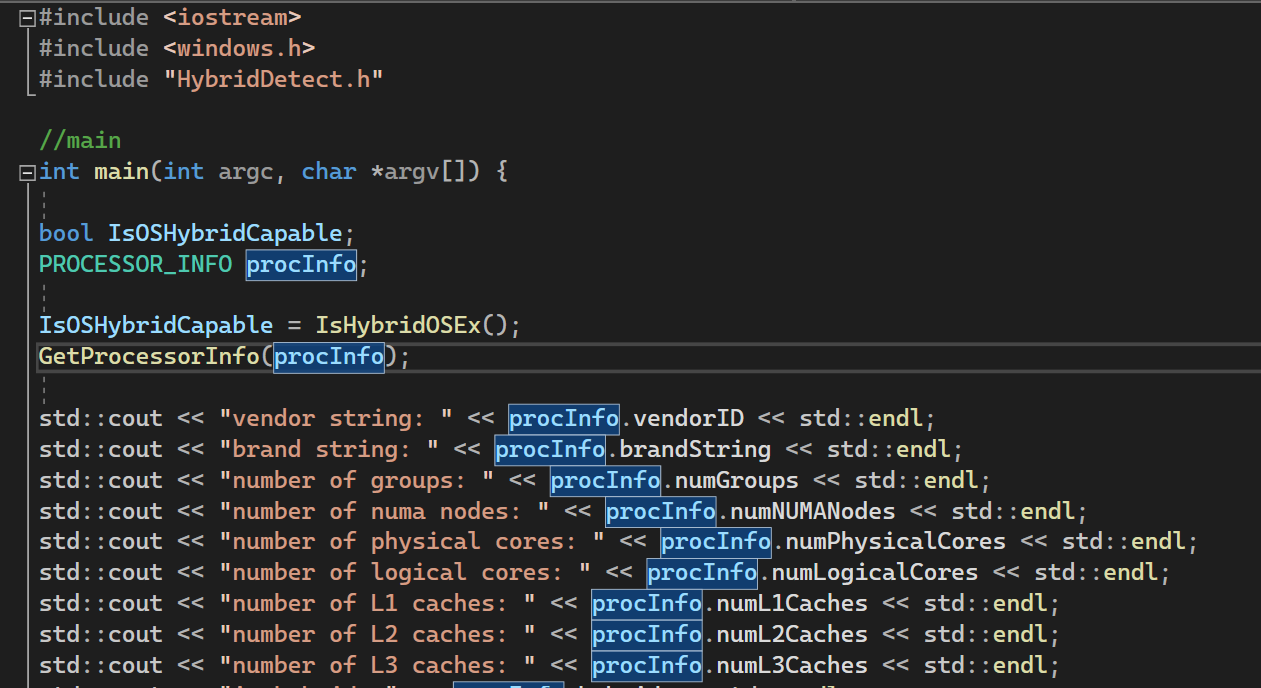 #include <iostream>
#include <windows.h>
#include "HybridDetect.h"
//main
int main(int argc, char *argv[]) {
bool IsOSHybridCapable;
PROCESSOR_INFO procInfo;
IsOSHybridCapable = IsHybridOSEx();
GetProcessorInfo(procInfo);
std::cout << "vendor string: " << procInfo.vendorID << std::endl;
std::cout << "brand string: " << procInfo.brandString << std::endl;
std::cout << "number of groups: " << procInfo.numGroups << std::endl;
std::cout << "number of numa nodes: " << procInfo.numNUMANodes << std::endl;
std::cout << "number of physical cores: " << procInfo.numPhysicalCores << std::endl;
std::cout << "number of logical cores: " << procInfo.numLogicalCores << std::endl;
std::cout << "number of L1 caches: " << procInfo.numL1Caches << std::endl;
std::cout << "number of L2 caches: " << procInfo.numL2Caches << std::endl;
std::cout << "number of L3 caches: " << procInfo.numL3Caches << std::endl;